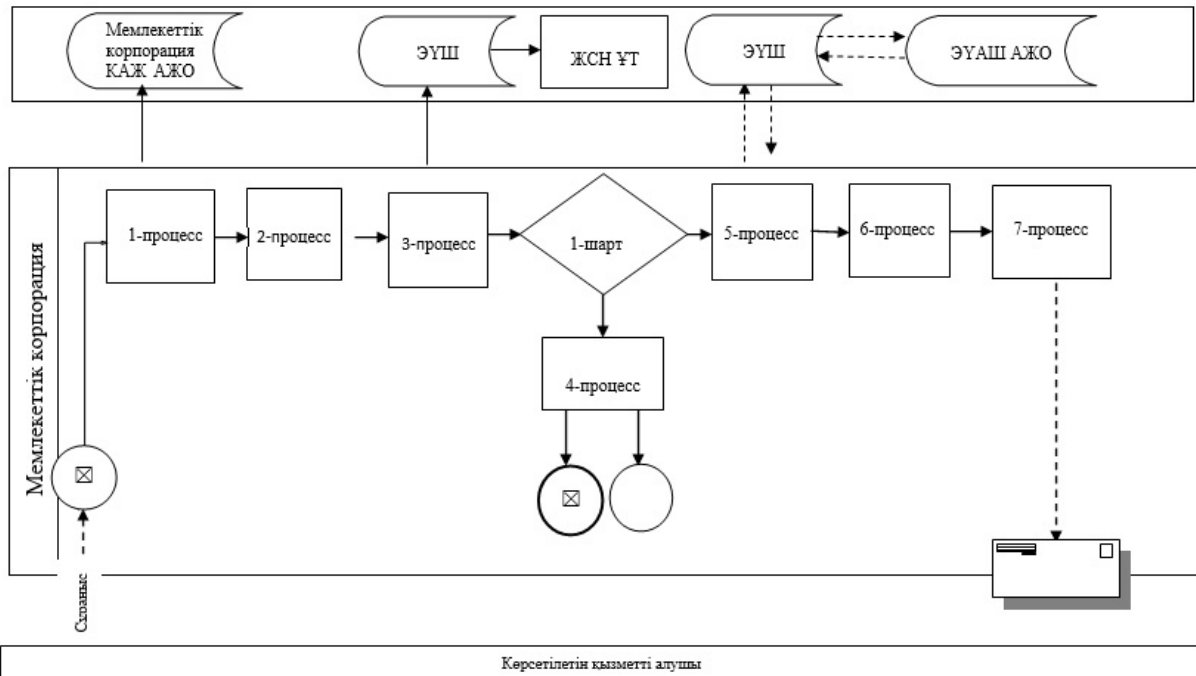 Мемлекеттік
корпорация
КАЖ АЖО
ЭҮШ
ЖСН ҰТ
ЭҮШ
ЭҮАШ АЖО
Мемлекеттік корпорация
1-процесс
2-процесс
3-процесс
1-шарт
5-процесс
6-процесс
7-процесс
4-процесс
Сұраныс
Көрсетілетін қызметті алушы